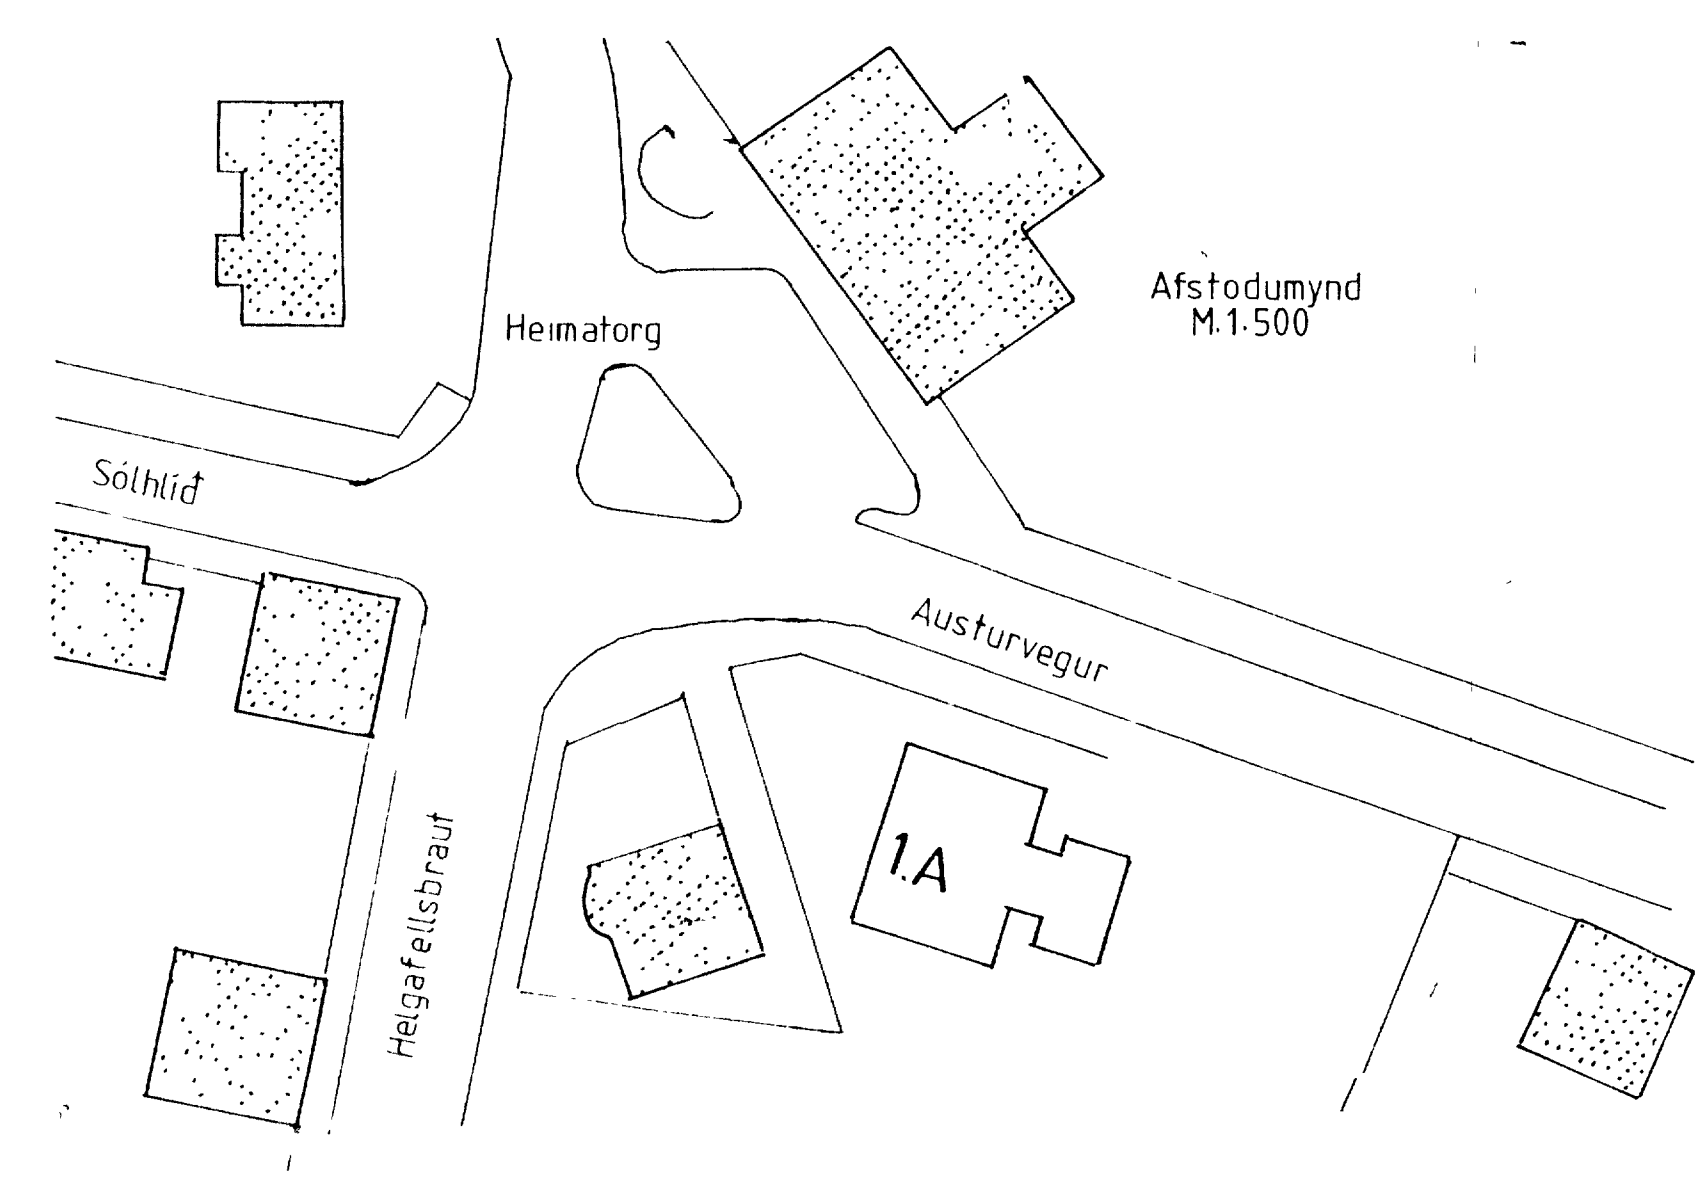 Afstodumynd
M.1.500
Heimatorg
Sólhlíð
Austurvegur
1.A
Helgafellsbraut